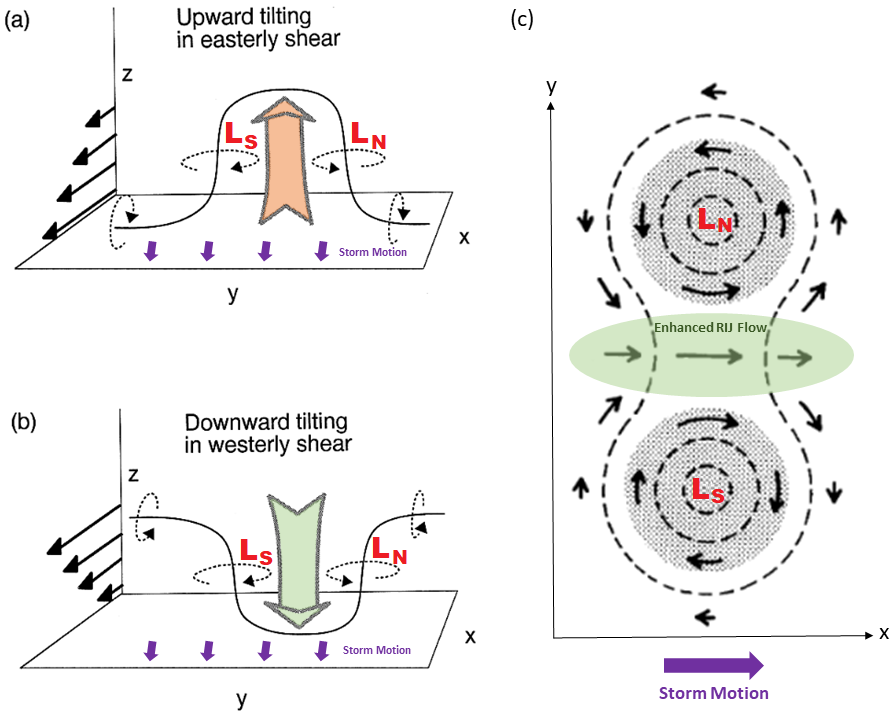 (a)
Upward tilting
in easterly shear
z
LS
LN
x
Storm Motion
y
(b)
Downward tilting
in westerly shear
z
LS
LN
x
Storm Motion
y
(c)
y
LN
Enhanced RIJ Flow
LS
x
Storm Motion